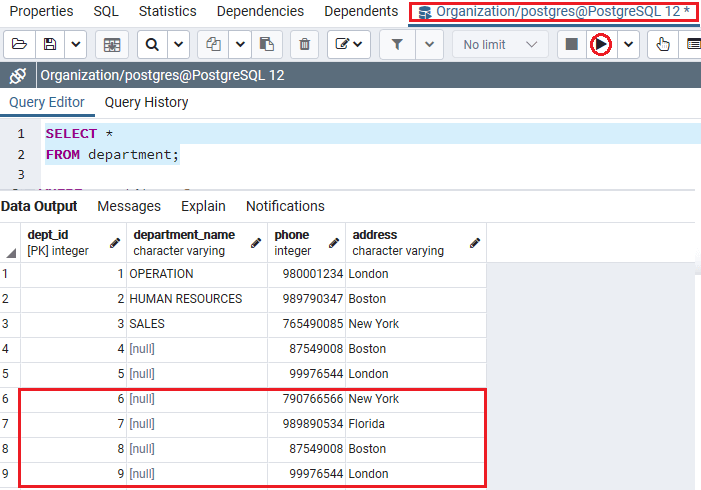 Properties SQL Statistics Dependencies Dependents Organization/postgres@PostgreSQL 12 *
No limit
Organization/postgres@PostgreSQL 12
Query Editor Query History
1 SELECT *
2 FROM department;
3
Data Output Messages Explain Notifications
dept_id department_name phone address
[PK] integer character varying integer character varying
1 1 OPERATION 980001234 London
2 2 HUMAN RESOURCES 989790347 Boston
3 3 SALES 765490085 New York
4 4 [null] 87549008 Boston
5 5 [null] 99976544 London
6 6 [null] 790766566 New York
7 7 [null] 989890534 Florida
8 8 [null] 87549008 Boston
9 9 [null] 99976544 London